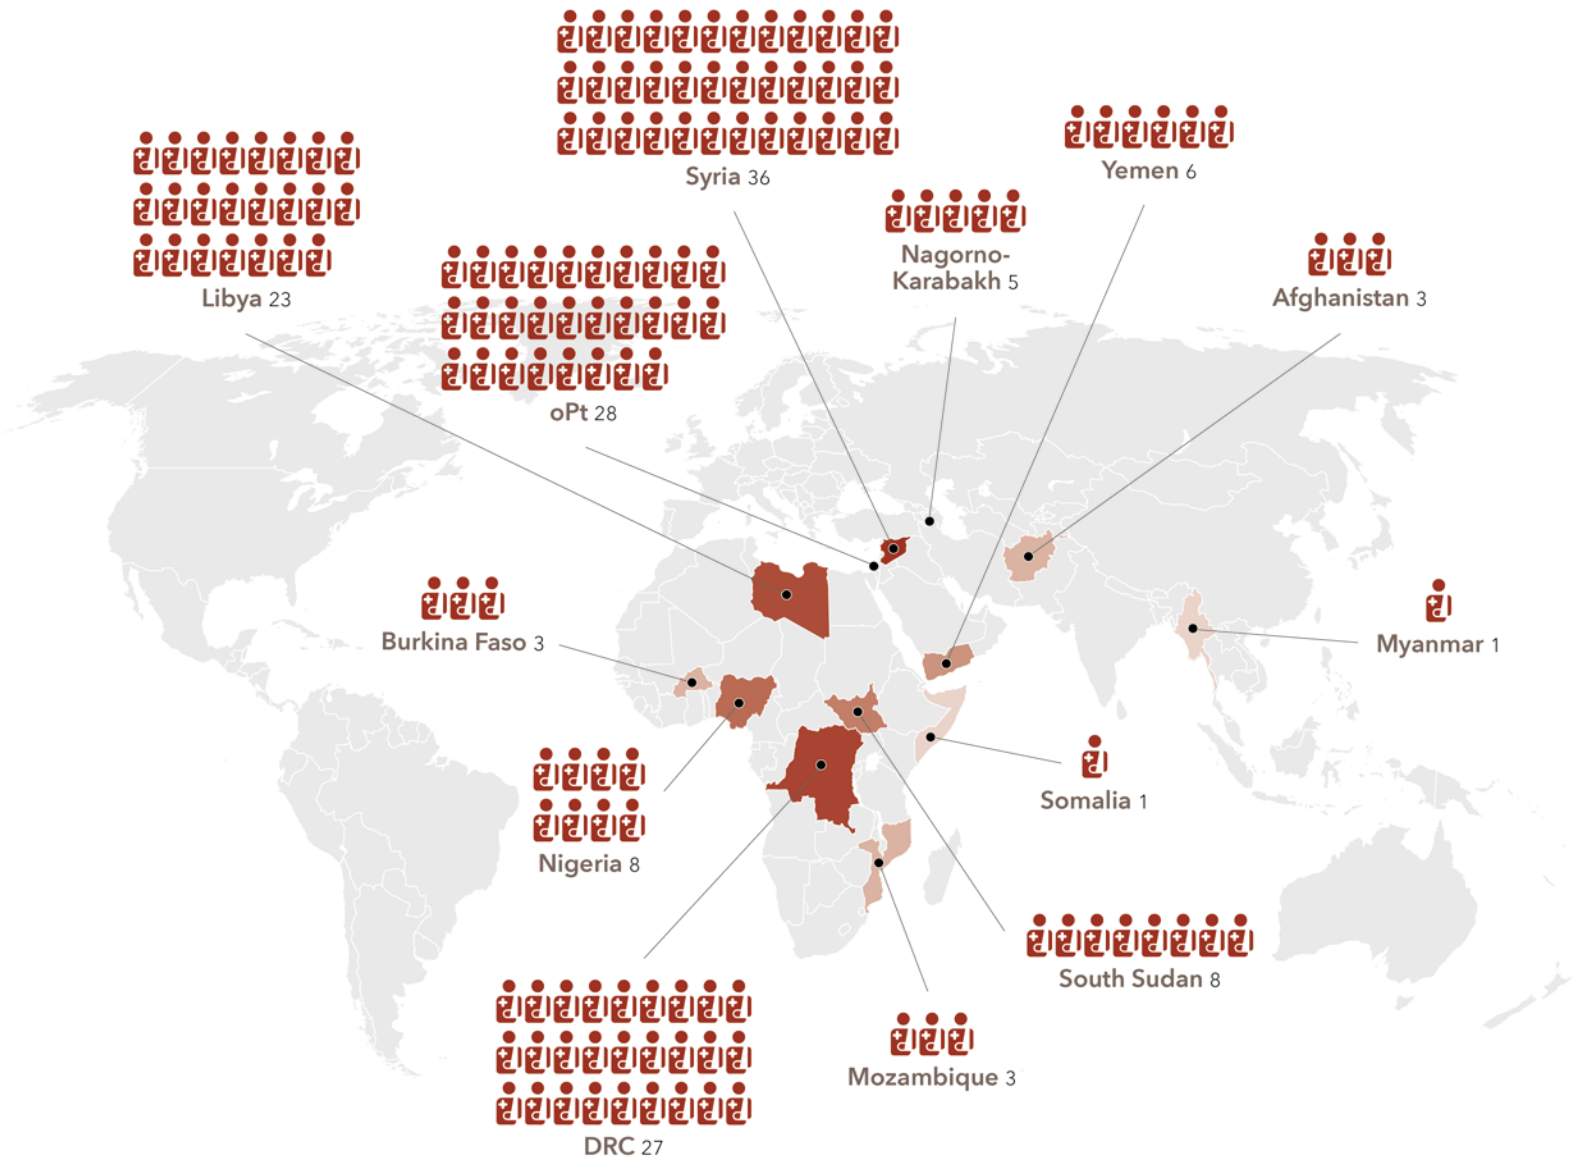 Syria 36
Yemen 6
Nagorno-
Karabakh 5
Afghanistan 3
Libya 23
oPt 28
Burkina Faso 3
Myanmar 1
Somalia 1
Nigeria 8
South Sudan 8
Mozambique 3
DRC 27